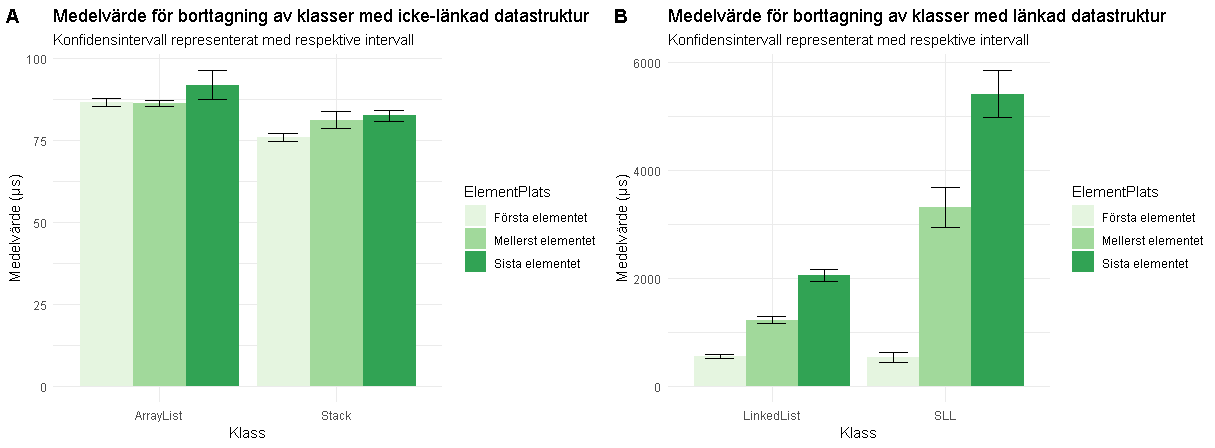 A
Medelvärde för borttagning av klasser med icke-länkad datastruktur
Konfidensintervall representerat med respektive intervall
100
75
50
25
0
Medelvärde (µs)
ArrayList
Stack
Klass
ElementPlats
Första elementet
Mellerst elementet
Sista elementet
B
Medelvärde för borttagning av klasser med länkad datastruktur
Konfidensintervall representerat med respektive intervall
6000
4000
2000
0
Medelvärde (µs)
LinkedList
SLL
Klass
ElementPlats
Första elementet
Mellerst elementet
Sista elementet